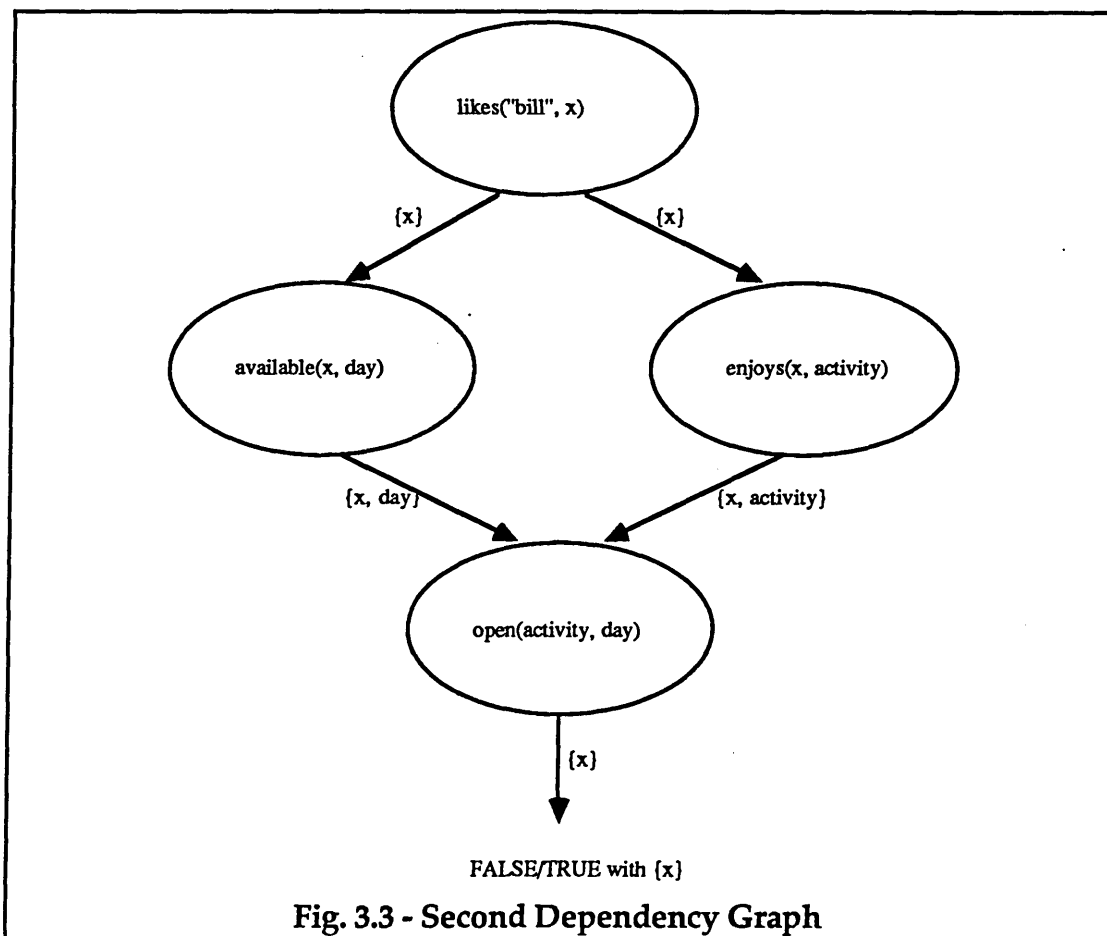 likes("bill", x)
{x}
{x}
available(x, day)
enjoys(x, activity)
{x, day}
{x, activity}
open(activity, day)
{x}
FALSE/TRUE with {x}
Fig. 3.3 - Second Dependency Graph